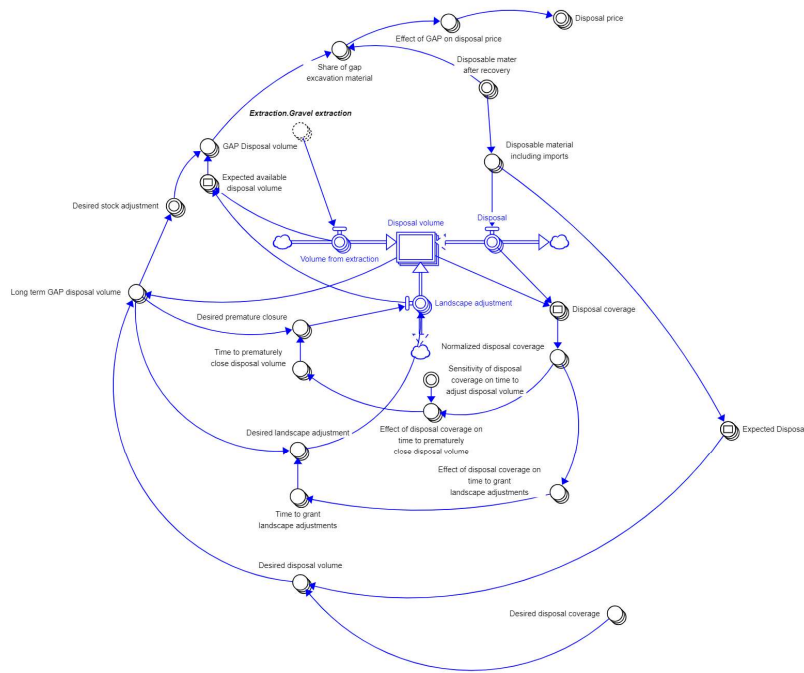 Disposal price
Effect of GAP on disposal price
Share of gap
excavation material
Disposable mater
after recovery
Extraction.Gravel extraction
GAP Disposal volume
Disposable material
including imports
Expected available
disposal volume
Desired stock adjustment
Disposal volume
Disposal
Volume from extraction
Long term GAP disposal volume
Landscape adjustment
Desired premature closure
Disposal coverage
Time to prematurely
close disposal volume
Normalized disposal coverage
Sensitivity of disposal
coverage on time to
adjust disposal volume
Desired landscape adjustment
Effect of disposal coverage on
time to prematurely
close disposal volume
Expected Disposa
Effect of disposal coverage on
time to grant
landscape adjustments
Time to grant
landscape adjustments
Desired disposal volume
Desired disposal coverage